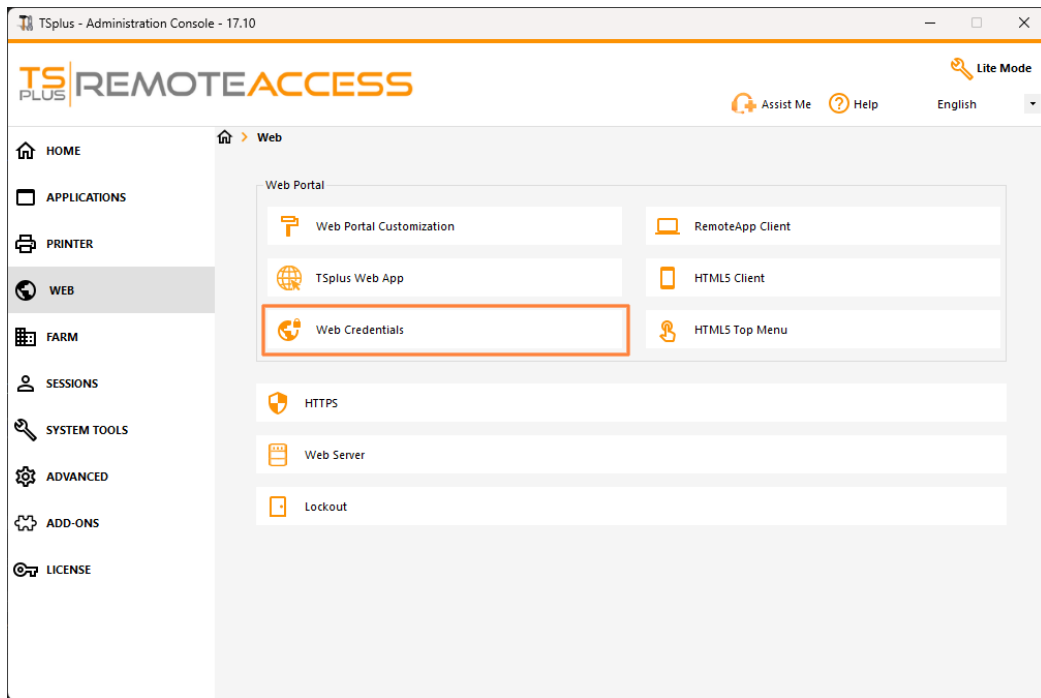 TSplus - Administration Console - 17.10
TS PLUS REMOTEACCESS
Lite Mode
Assist Me
Help
English
HOME
APPLICATIONS
PRINTER
WEB
FARM
SESSIONS
SYSTEM TOOLS
ADVANCED
ADD-ONS
LICENSE
> Web
Web Portal
Web Portal Customization
RemoteApp Client
TSplus Web App
HTML5 Client
Web Credentials
HTML5 Top Menu
HTTPS
Web Server
Lockout